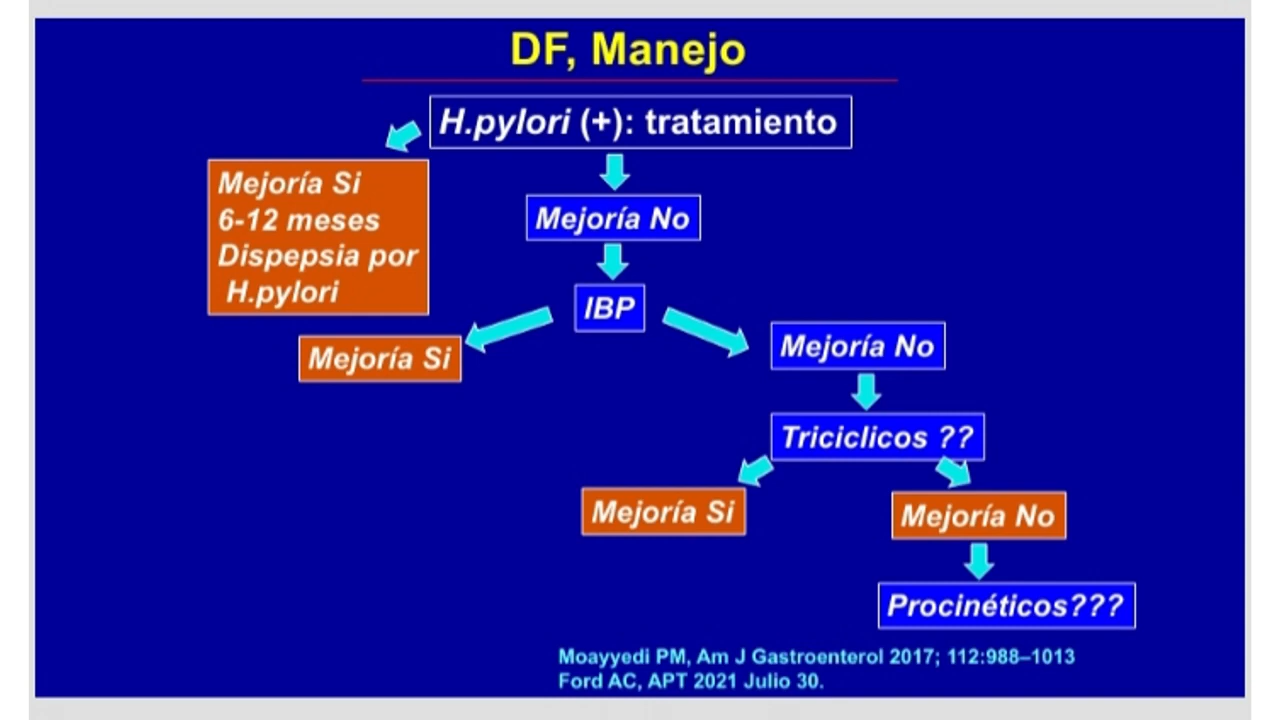 DF, Manejo
H.pylori (+): tratamiento
Mejoría Si
6-12 meses
Dispepsia por
H.pylori
Mejoría No
IBP
Mejoría Si
Mejoría No
Triciclicos ??
Mejoría Si
Mejoría No
Procinéticos???
Moayyedi PM, Am J Gastroenterol 2017; 112:988–1013
Ford AC, APT 2021 Julio 30.